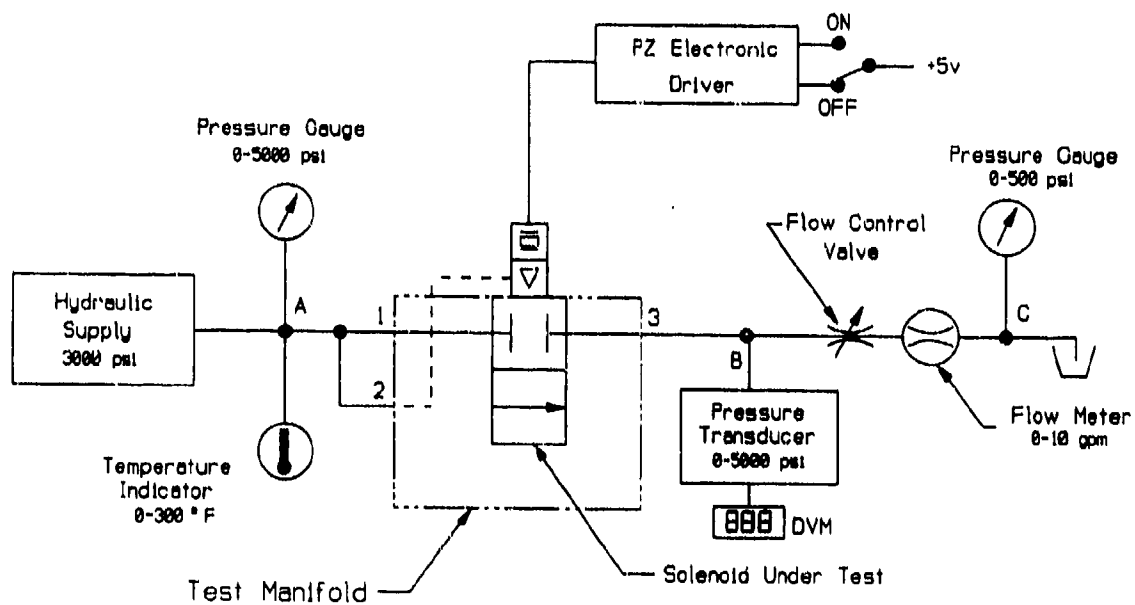 ON
PZ Electronic
Driver
+5v
OFF
Pressure Gauge
0-5000 psi
Pressure Gauge
0-500 psi
Flow Control
Valve
Hydraulic
Supply
3000 psi
A
1
3
C
B
2
Pressure
Transducer
0-5000 psi
Flow Meter
0-10 gpm
Temperature
Indicator
0-300 °F
888 DVM
Solenoid Under Test
Test Manifold